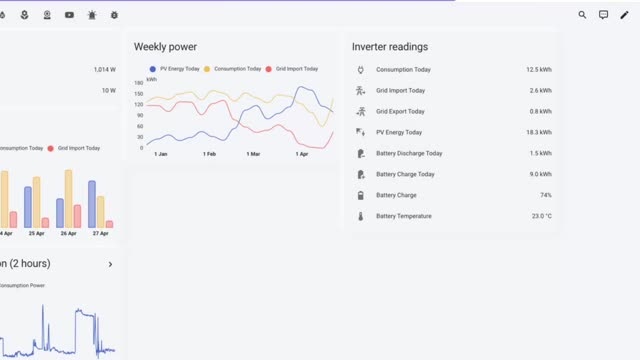 Weekly power
PV Energy Today Consumption Today Grid Import Today
kWh
180
150
120
90
60
30
0
1 Jan 1 Feb 1 Mar 1 Apr
Inverter readings
Consumption Today 12.5 kWh
Grid Import Today 2.6 kWh
Grid Export Today 0.8 kWh
PV Energy Today 18.3 kWh
Battery Discharge Today 1.5 kWh
Battery Charge Today 9.0 kWh
Battery Charge 74%
Battery Temperature 23.0 °C
1,014 W
10 W
onsumption Today Grid Import Today
4 Apr 25 Apr 26 Apr 27 Apr
on (2 hours)
Consumption Power